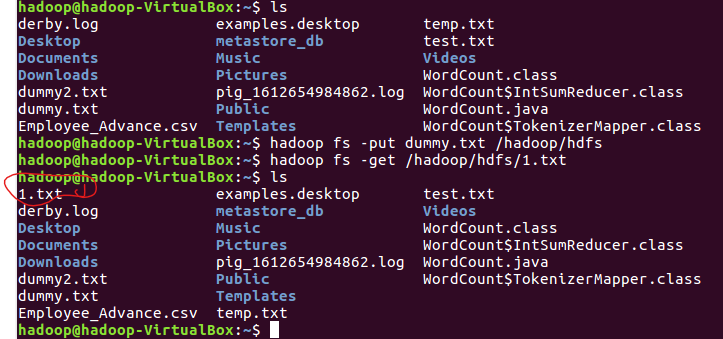 hadoop@hadoop-VirtualBox:~$ ls
derby.log examples.desktop temp.txt
Desktop metastore_db test.txt
Documents Music Videos
Downloads Pictures WordCount.class
dummy2.txt pig_1612654984862.log WordCount$IntSumReducer.class
dummy.txt Public WordCount.java
Employee_Advance.csv Templates WordCount$TokenizerMapper.class
hadoop@hadoop-VirtualBox:~$ hadoop fs -put dummy.txt /hadoop/hdfs
hadoop@hadoop-VirtualBox:~$ hadoop fs -get /hadoop/hdfs/1.txt
hadoop@hadoop-VirtualBox:~$ ls
1.txt examples.desktop test.txt
derby.log metastore_db Videos
Desktop Music WordCount.class
Documents Pictures WordCount$IntSumReducer.class
Downloads pig_1612654984862.log WordCount.java
dummy2.txt Public WordCount$TokenizerMapper.class
dummy.txt Templates
Employee_Advance.csv temp.txt
hadoop@hadoop-VirtualBox:~$